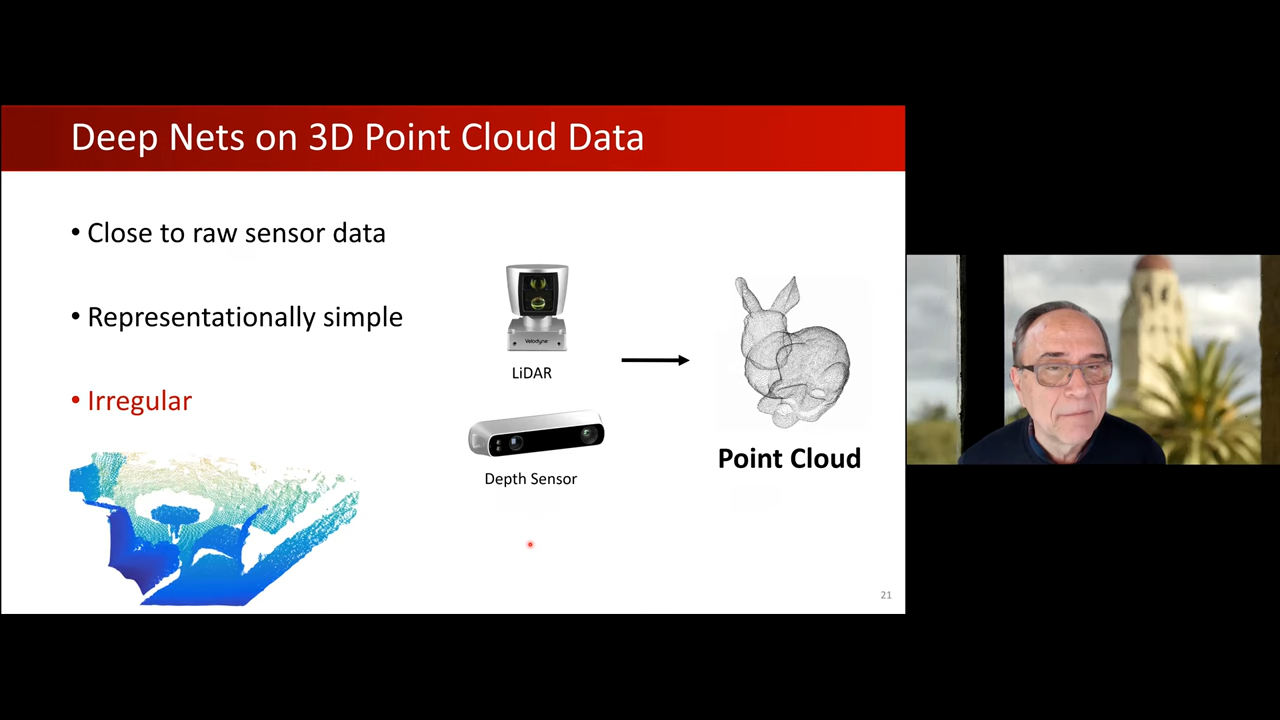 Deep Nets on 3D Point Cloud Data
• Close to raw sensor data
• Representationally simple
• Irregular
Velodyne
LiDAR
Depth Sensor
Point Cloud
21